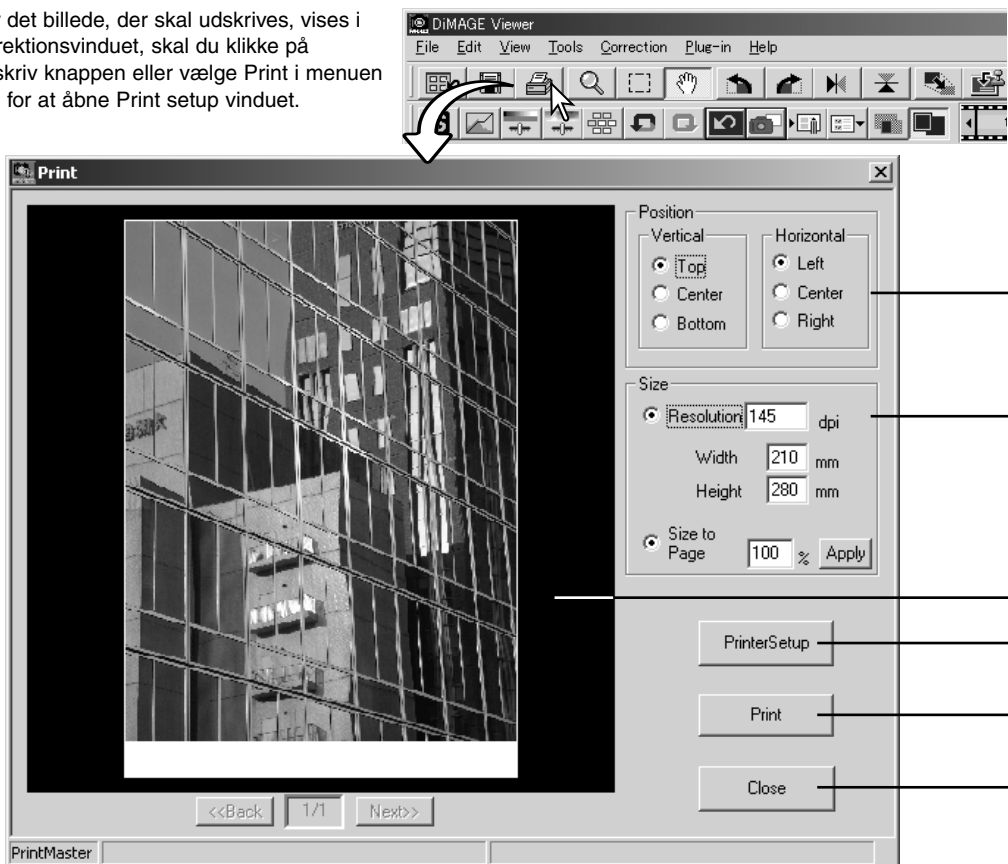 det billede, der skal udskrives, vises i
rektionsvinduet, skal du klikke på
skriv knappen eller vælge Print i menuen
for at åbne Print setup vinduet.
DiMAGE Viewer
File Edit View Tools Correction Plug-in Help
Print
Position
Vertical
Top
Center
Bottom
Horizontal
Left
Center
Right
Size
Resolution 145 dpi
Width 210 mm
Height 280 mm
Size to
Page 100 % Apply
PrinterSetup
Print
Close
<<Back 1/1 Next>>
PrintMaster